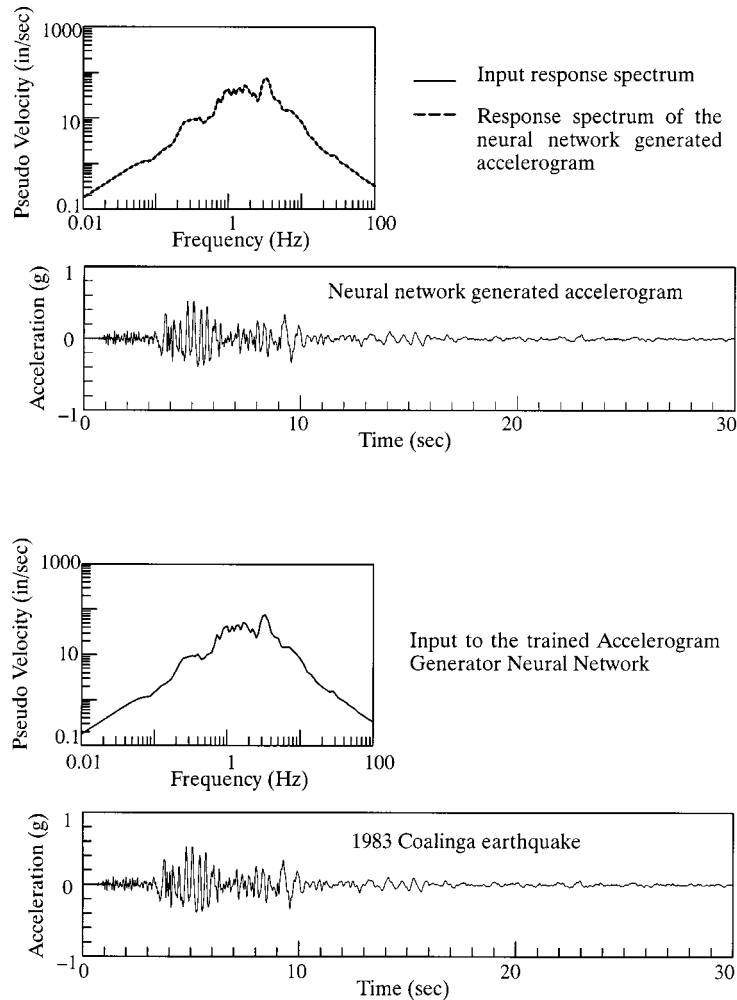 1000
10
0.1
Pseudo Velocity (in/sec)
0.01
1
100
Frequency (Hz)
Input response spectrum
Response spectrum of the
neural network generated
accelerogram
1
0
−1
Acceleration (g)
Neural network generated accelerogram
0
10
20
30
Time (sec)
1000
10
0.1
Pseudo Velocity (in/sec)
0.01
1
100
Frequency (Hz)
Input to the trained Accelerogram
Generator Neural Network
1
0
−1
Acceleration (g)
1983 Coalinga earthquake
0
10
20
30
Time (sec)